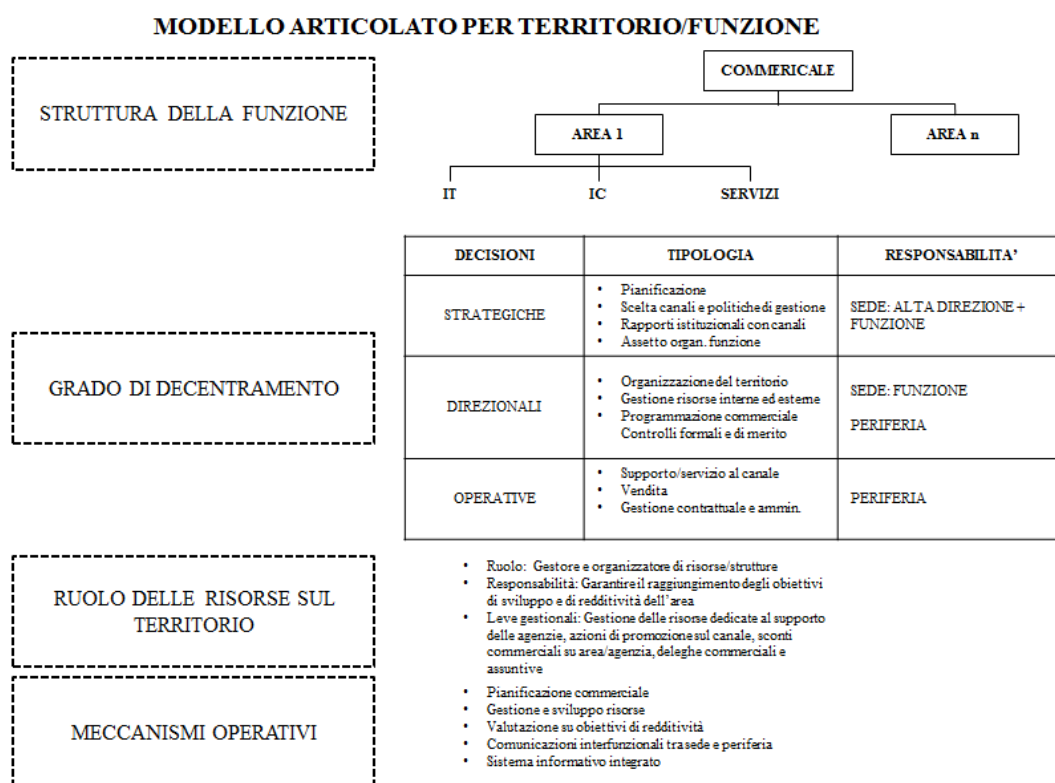 MODELLO ARTICOLATO PER TERRITORIO/FUNZIONE
STRUTTURA DELLA FUNZIONE
COMMERICALE
AREA 1
AREA n
IT
IC
SERVIZI
GRADO DI DECENTRAMENTO
DECISIONI
TIPOLOGIA
RESPONSABILITA’
STRATEGICHE
• Pianificazione
• Scelta canali e politiche di gestione
• Rapporti istituzionali con canali
• Assetto organ. funzione
SEDE: ALTA DIREZIONE +
FUNZIONE
DIREZIONALI
• Organizzazione del territorio
• Gestione risorse interne ed esterne
• Programmazione commerciale
Controlli formali e di merito
SEDE: FUNZIONE
PERIFERIA
OPERATIVE
• Supporto/servizio al canale
• Vendita
• Gestione contrattuale e ammin.
PERIFERIA
RUOLO DELLE RISORSE SUL
TERRITORIO
• Ruolo: Gestore e organizzatore di risorse/strutture
• Responsabilità: Garantire il raggiungimento degli obiettivi
di sviluppo e di redditività dell’area
• Leve gestionali: Gestione delle risorse dedicate al supporto
delle agenzie, azioni di promozione sul canale, sconti
commerciali su area/agenzia, deleghe commerciali e
assuntive
MECCANISMI OPERATIVI
• Pianificazione commerciale
• Gestione e sviluppo risorse
• Valutazione su obiettivi di redditività
• Comunicazioni interfunzionali tra sede e periferia
• Sistema informativo integrato